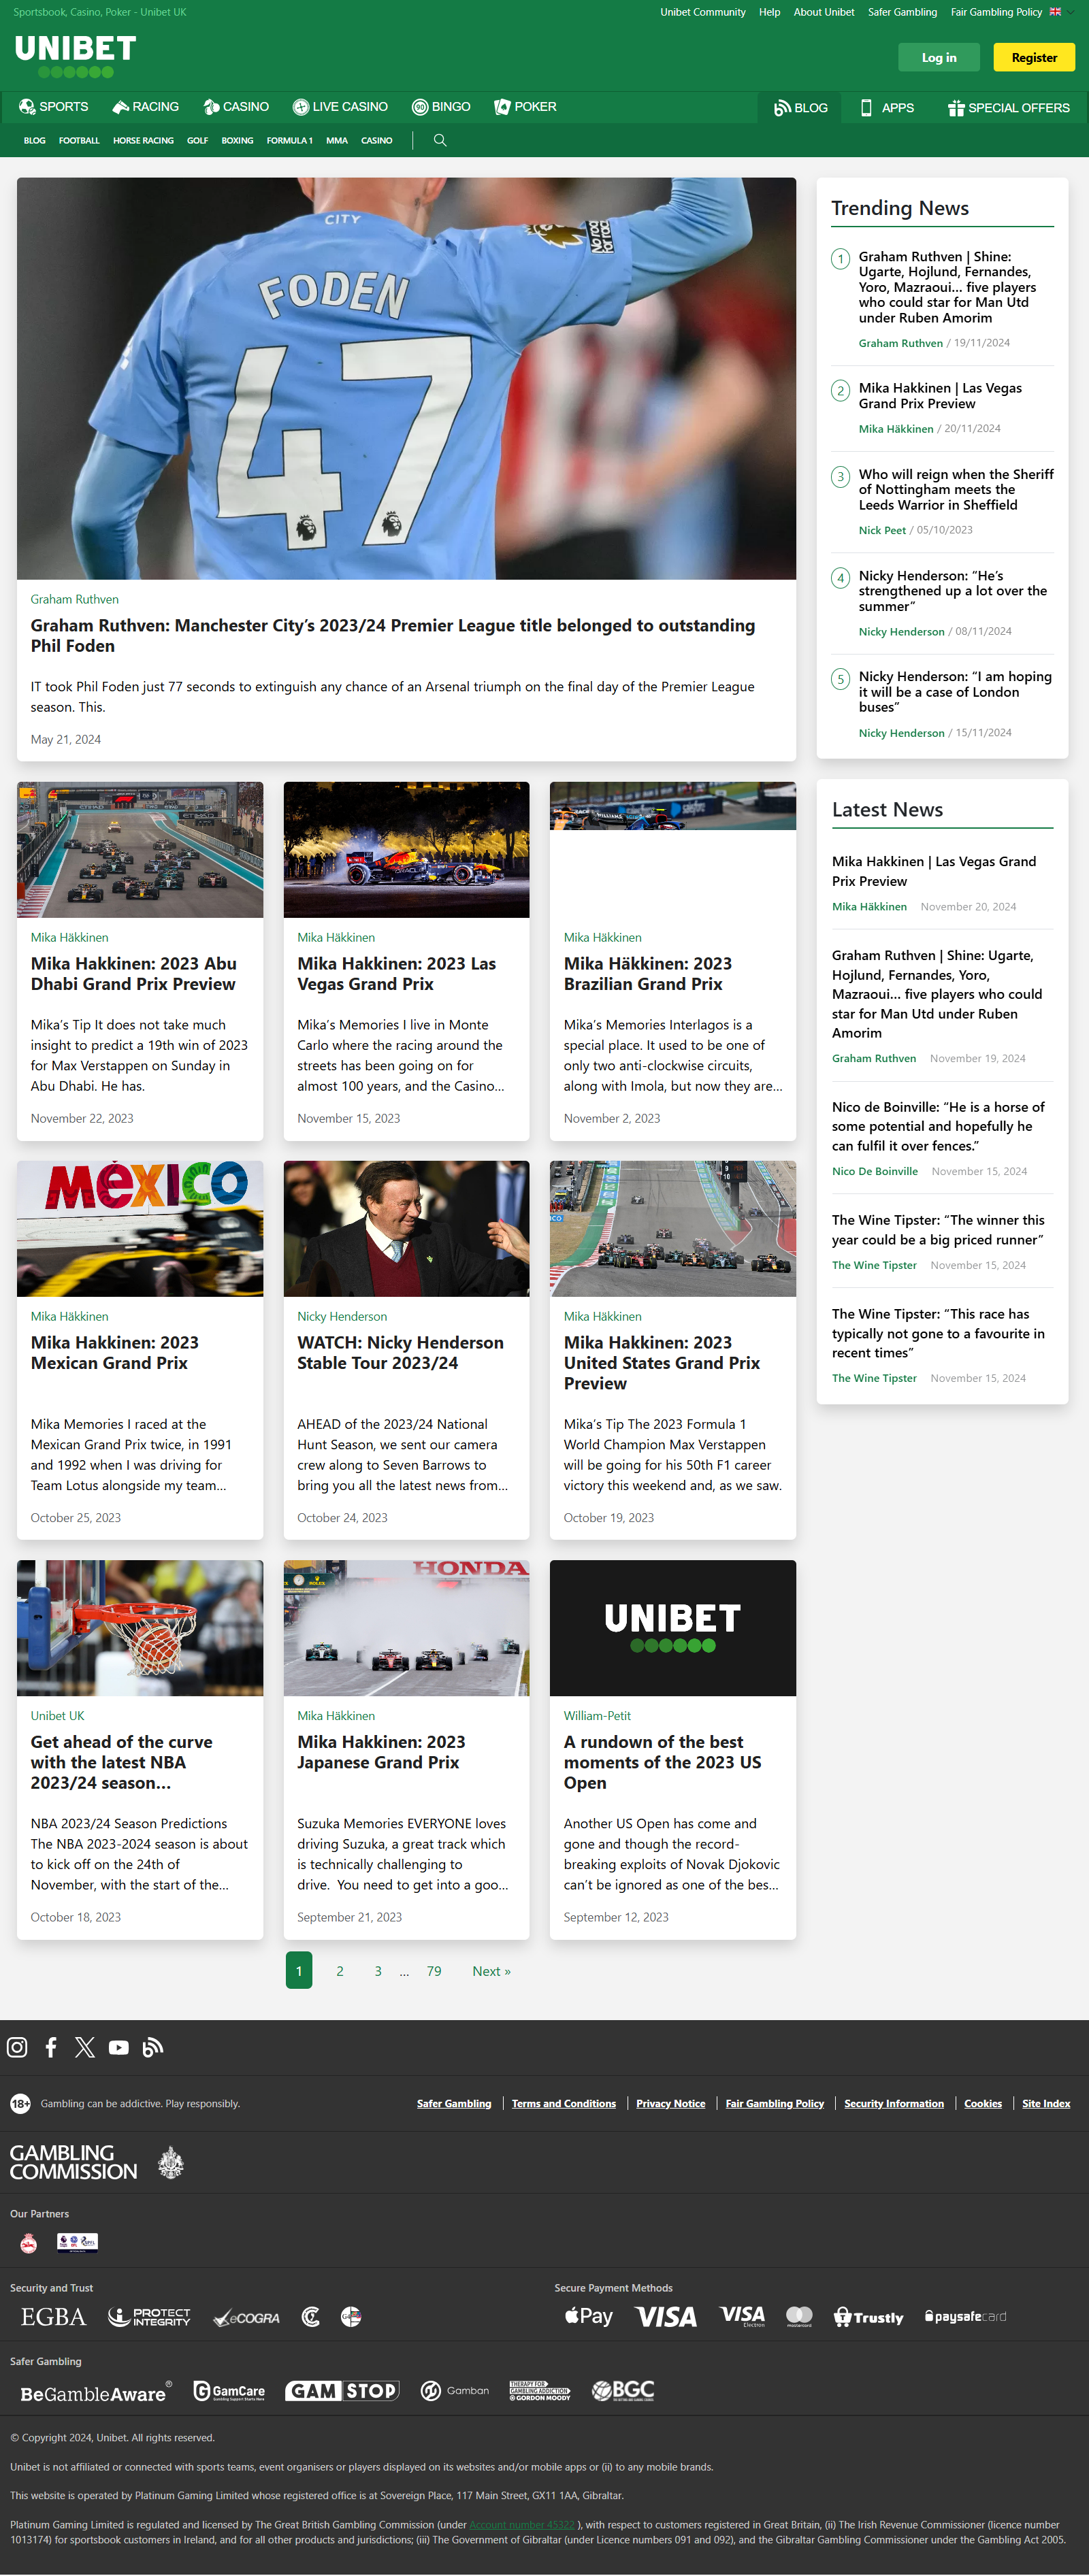 Sportsbook, Casino, Poker - Unibet UK
Unibet Community Help About Unibet Safer Gambling Fair Gambling Policy
UNIBET
Log in
Register
SPORTS RACING CASINO LIVE CASINO BINGO POKER BLOG APPS SPECIAL OFFERS
BLOG FOOTBALL HORSE RACING GOLF BOXING FORMULA 1 MMA CASINO
CITY
NO ROOM FOR
FODEN
47
Graham Ruthven
Graham Ruthven: Manchester City’s 2023/24 Premier League title belonged to outstanding
Phil Foden
IT took Phil Foden just 77 seconds to extinguish any chance of an Arsenal triumph on the final day of the Premier League
season. This.
May 21, 2024
Mika Häkkinen
Mika Hakkinen: 2023 Abu
Dhabi Grand Prix Preview
Mika’s Tip It does not take much
insight to predict a 19th win of 2023
for Max Verstappen on Sunday in
Abu Dhabi. He has.
November 22, 2023
Mika Häkkinen
Mika Hakkinen: 2023 Las
Vegas Grand Prix
Mika’s Memories I live in Monte
Carlo where the racing around the
streets has been going on for
almost 100 years, and the Casino...
November 15, 2023
Mika Häkkinen
Mika Häkkinen: 2023
Brazilian Grand Prix
Mika’s Memories Interlagos is a
special place. It used to be one of
only two anti-clockwise circuits,
along with Imola, but now they are...
November 2, 2023
MéxICO
Mika Häkkinen
Mika Hakkinen: 2023
Mexican Grand Prix
Mika Memories I raced at the
Mexican Grand Prix twice, in 1991
and 1992 when I was driving for
Team Lotus alongside my team...
October 25, 2023
Nicky Henderson
WATCH: Nicky Henderson
Stable Tour 2023/24
AHEAD of the 2023/24 National
Hunt Season, we sent our camera
crew along to Seven Barrows to
bring you all the latest news from...
October 24, 2023
Mika Häkkinen
Mika Hakkinen: 2023
United States Grand Prix
Preview
Mika’s Tip The 2023 Formula 1
World Champion Max Verstappen
will be going for his 50th F1 career
victory this weekend and, as we saw.
October 19, 2023
Unibet UK
Get ahead of the curve
with the latest NBA
2023/24 season...
NBA 2023/24 Season Predictions
The NBA 2023-2024 season is about
to kick off on the 24th of
November, with the start of the...
October 18, 2023
HONDA
ROLEX
Mika Häkkinen
Mika Hakkinen: 2023
Japanese Grand Prix
Suzuka Memories EVERYONE loves
driving Suzuka, a great track which
is technically challenging to
drive.  You need to get into a goo...
September 21, 2023
UNIBET
William-Petit
A rundown of the best
moments of the 2023 US
Open
Another US Open has come and
gone and though the record-
breaking exploits of Novak Djokovic
can’t be ignored as one of the bes...
September 12, 2023
1 2 3 ... 79 Next »
Trending News
1
Graham Ruthven | Shine:
Ugarte, Hojlund, Fernandes,
Yoro, Mazraoui... five players
who could star for Man Utd
under Ruben Amorim
Graham Ruthven / 19/11/2024
2
Mika Hakkinen | Las Vegas
Grand Prix Preview
Mika Häkkinen / 20/11/2024
3
Who will reign when the Sheriff
of Nottingham meets the
Leeds Warrior in Sheffield
Nick Peet / 05/10/2023
4
Nicky Henderson: “He’s
strengthened up a lot over the
summer”
Nicky Henderson / 08/11/2024
5
Nicky Henderson: “I am hoping
it will be a case of London
buses”
Nicky Henderson / 15/11/2024
Latest News
Mika Hakkinen | Las Vegas Grand
Prix Preview
Mika Häkkinen November 20, 2024
Graham Ruthven | Shine: Ugarte,
Hojlund, Fernandes, Yoro,
Mazraoui... five players who could
star for Man Utd under Ruben
Amorim
Graham Ruthven November 19, 2024
Nico de Boinville: “He is a horse of
some potential and hopefully he
can fulfil it over fences.”
Nico De Boinville November 15, 2024
The Wine Tipster: “The winner this
year could be a big priced runner”
The Wine Tipster November 15, 2024
The Wine Tipster: “This race has
typically not gone to a favourite in
recent times”
The Wine Tipster November 15, 2024
18+ Gambling can be addictive. Play responsibly.
Safer Gambling Terms and Conditions Privacy Notice Fair Gambling Policy Security Information Cookies Site Index
GAMBLING
COMMISSION
Our Partners
Security and Trust
EGBA PROTECT INTEGRITY eCOGRA
Secure Payment Methods
Pay VISA VISA Electron mastercard Trustly paysafecard
Safer Gambling
BeGambleAware® GamCare GAMSTOP Gamban GORDON MOODY BGC
© Copyright 2024, Unibet. All rights reserved.
Unibet is not affiliated or connected with sports teams, event organisers or players displayed on its websites and/or mobile apps or (ii) to any mobile brands.
This website is operated by Platinum Gaming Limited whose registered office is at Sovereign Place, 117 Main Street, GX11 1AA, Gibraltar.
Platinum Gaming Limited is regulated and licensed by The Great British Gambling Commission (under Account number 45322 ), with respect to customers registered in Great Britain, (ii) The Irish Revenue Commissioner (licence number
1013174) for sportsbook customers in Ireland, and for all other products and jurisdictions; (iii) The Government of Gibraltar (under Licence numbers 091 and 092), and the Gibraltar Gambling Commissioner under the Gambling Act 2005.